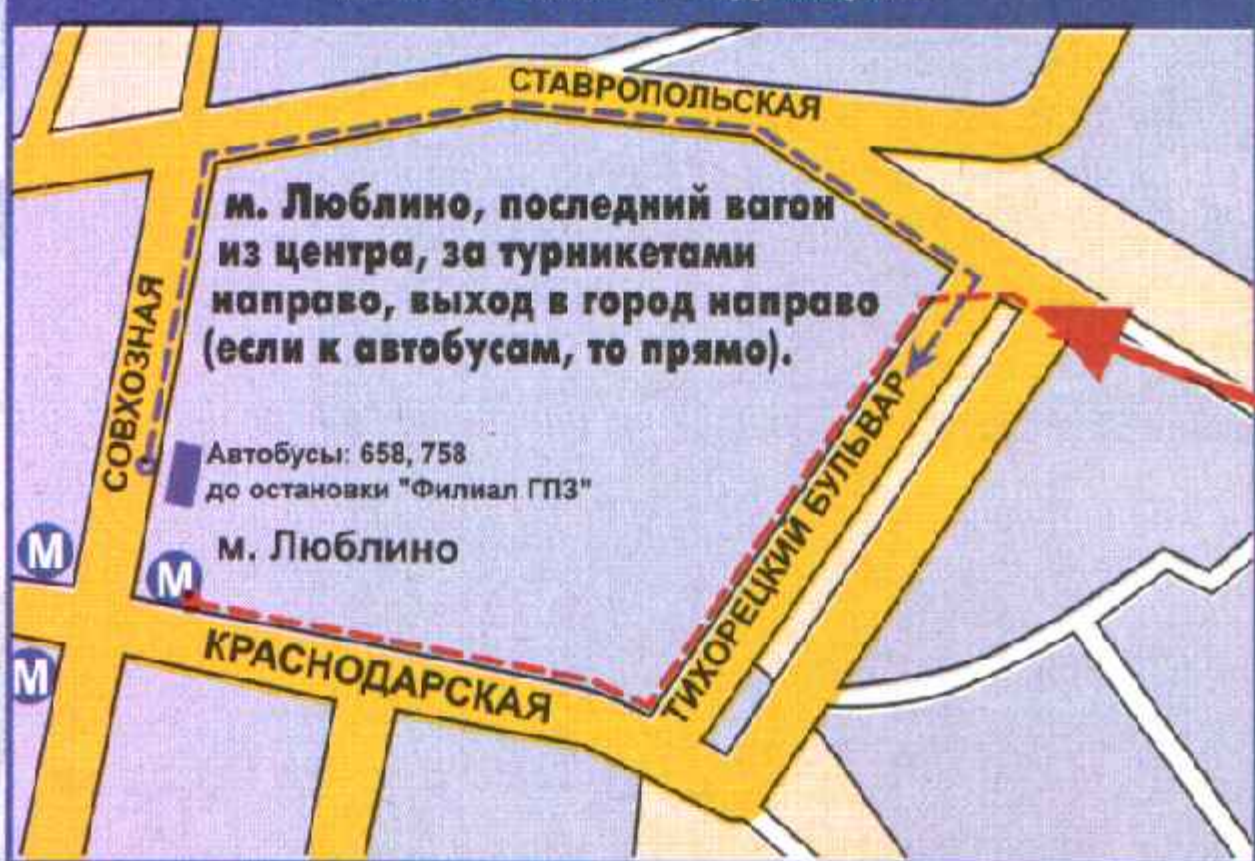 СТАВРОПОЛЬСКАЯ
м. Люблино, последний вагон
из центра, за турникетами
направо, выход в город направо
(если к автобусам, то прямо).
СОВХОЗНАЯ
Автобусы: 658, 758
до остановки "Филиал ГПЗ"
М
М
м. Люблино
М
КРАСНОДАРСКАЯ
ТИХОРЕЦКИЙ БУЛЬВАР